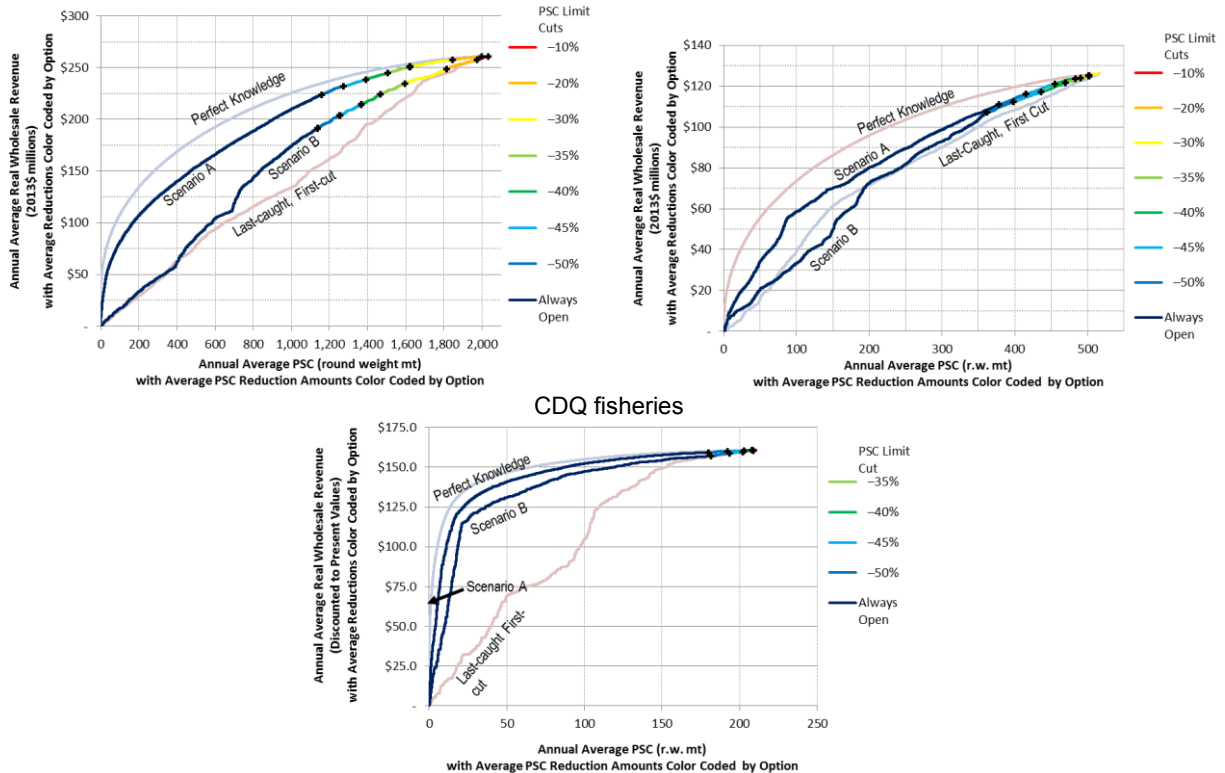 Annual Average Real Wholesale Revenue
(2013$ millions)
with Average Reductions Color Coded by Option
$300
$250
$200
$150
$100
$50
-
Perfect Knowledge
Scenario A
Scenario B
Last-caught, First-cut
0 200 400 600 800 1,000 1,200 1,400 1,600 1,800 2,000
Annual Average PSC (round weight mt)
with Average PSC Reduction Amounts Color Coded by Option
PSC Limit
Cuts
–10%
–20%
–30%
–35%
–40%
–45%
–50%
Always
Open
Annual Average Real Wholesale Revenue
(2013$ millions)
with Average Reductions Color Coded by Option
$140
$120
$100
$80
$60
$40
$20
-
Perfect Knowledge
Scenario A
Last-Caught, First Cut
Scenario B
0 100 200 300 400 500
Annual Average PSC (r.w. mt)
with Average PSC Reduction Amounts Color Coded by Option
PSC Limit
Cuts
–10%
–20%
–30%
–35%
–40%
–45%
–50%
Always
Open
CDQ fisheries
Annual Average Real Wholesale Revenue
(Discounted to Present Values)
with Average Reductions Color Coded by Option
$175.0
$150.0
$125.0
$100.0
$75.0
$50.0
$25.0
-
Perfect Knowledge
Scenario B
Scenario A
Last-caught First-
cut
0 50 100 150 200 250
Annual Average PSC (r.w. mt)
with Average PSC Reduction Amounts Color Coded by Option
PSC Limit
Cut
–35%
–40%
–45%
–50%
Always
Open